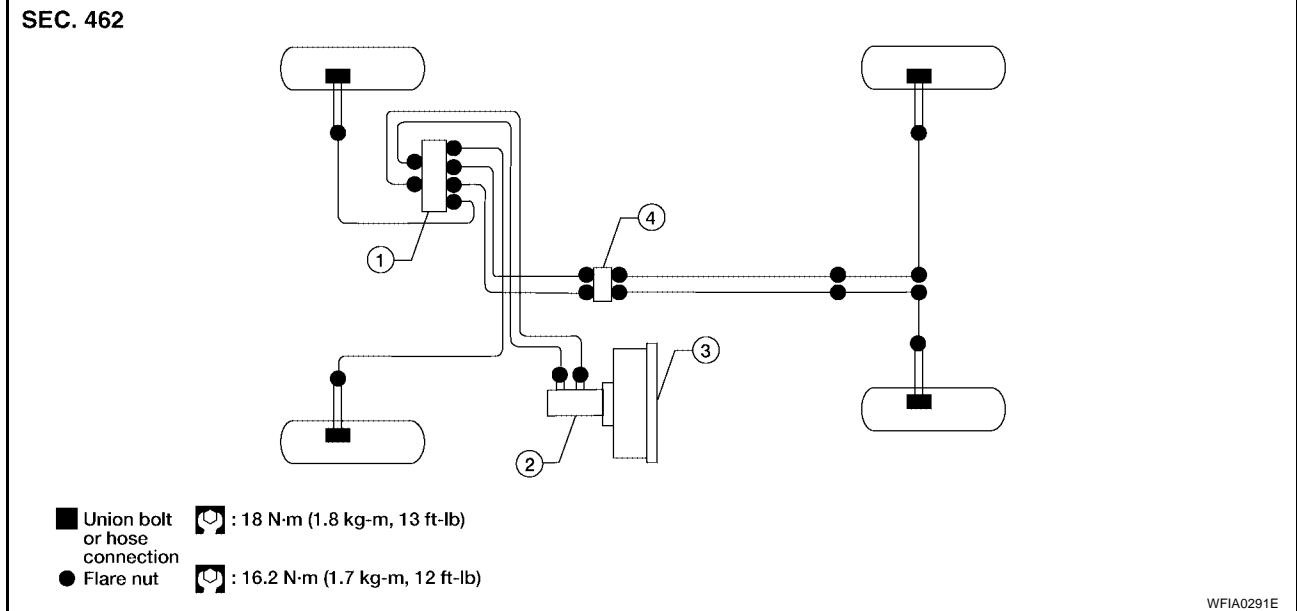 SEC. 462
1
4
3
2
Union bolt : 18 N·m (1.8 kg-m, 13 ft-lb)
or hose
connection
Flare nut : 16.2 N·m (1.7 kg-m, 12 ft-lb)
WFIA0291E